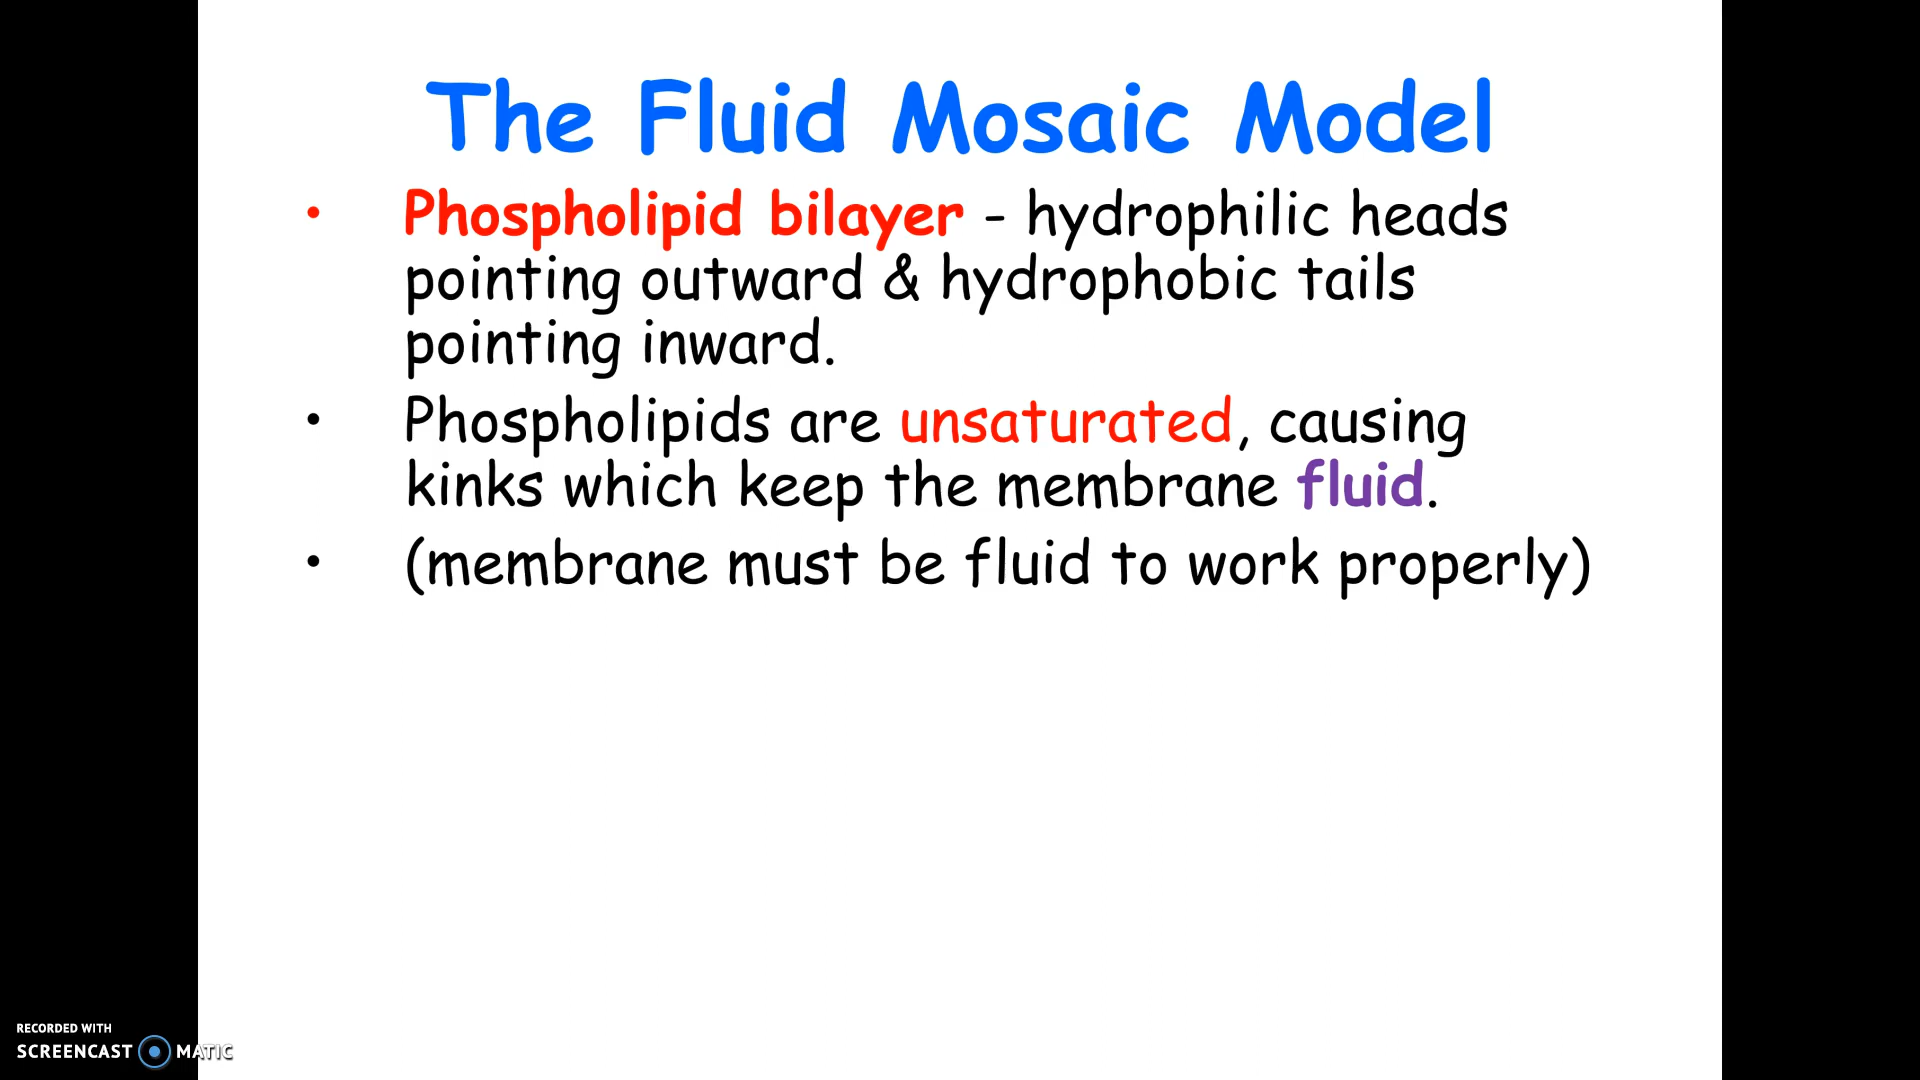 The Fluid Mosaic Model
• Phospholipid bilayer - hydrophilic heads
pointing outward & hydrophobic tails
pointing inward.
• Phospholipids are unsaturated, causing
kinks which keep the membrane fluid.
• (membrane must be fluid to work properly)
RECORDED WITH
SCREENCAST MATIC